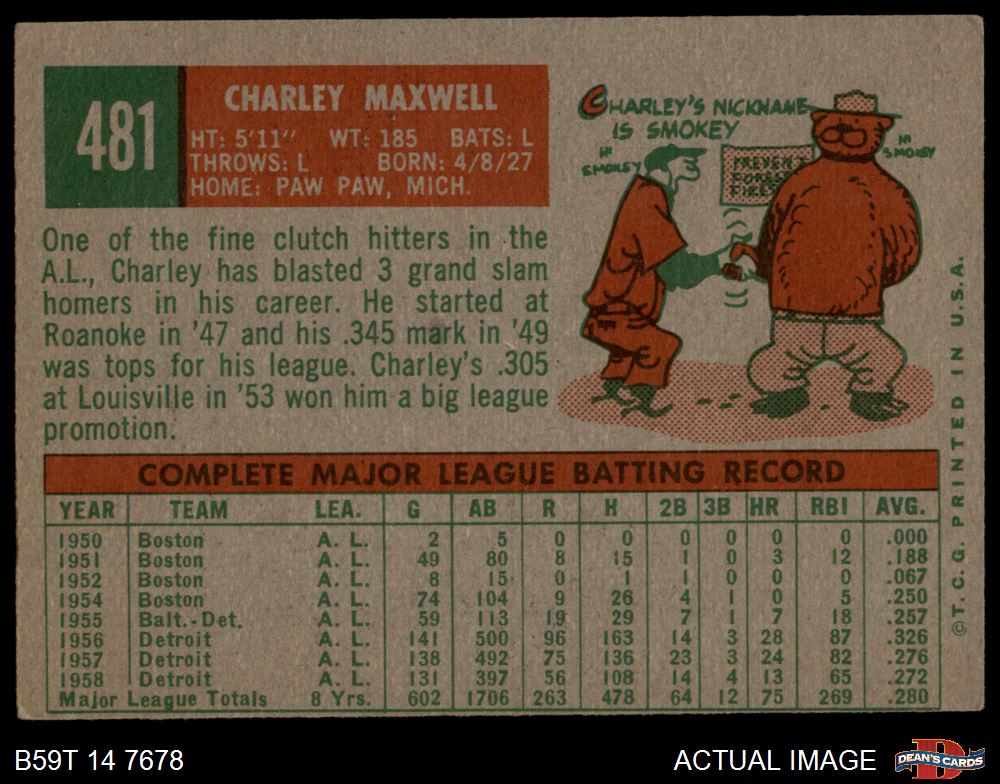 481
CHARLEY MAXWELL
HT: 5'11" WT: 185 BATS: L
THROWS: L BORN: 4/8/27
HOME: PAW PAW, MICH.
CHARLEY'S NICKNAME
IS SMOKEY
HI SMOKEY
HI SMOKEY
PREVENT
FOREST
FIRES
One of the fine clutch hitters in the
A.L., Charley has blasted 3 grand slam
homers in his career. He started at
Roanoke in '47 and his .345 mark in '49
was tops for his league. Charley's .305
at Louisville in '53 won him a big league
promotion.
COMPLETE MAJOR LEAGUE BATTING RECORD
YEAR TEAM LEA. G AB R H 2B 3B HR RBI AVG.
1950 Boston A. L. 2 5 0 0 0 0 0 0 .000
1951 Boston A. L. 49 80 8 15 1 0 3 12 .188
1952 Boston A. L. 8 15 0 1 1 0 0 0 .067
1954 Boston A. L. 74 104 9 26 4 1 0 5 .250
1955 Balt.-Det. A. L. 59 113 19 29 7 1 7 18 .257
1956 Detroit A. L. 141 500 96 163 14 3 28 87 .326
1957 Detroit A. L. 138 492 75 136 23 3 24 82 .276
1958 Detroit A. L. 131 397 56 108 14 4 13 65 .272
Major League Totals 8 Yrs. 602 1706 263 478 64 12 75 269 .280
©T.C.G. PRINTED IN U.S.A.
B59T 14 7678
ACTUAL IMAGE
DEAN'S CARDS